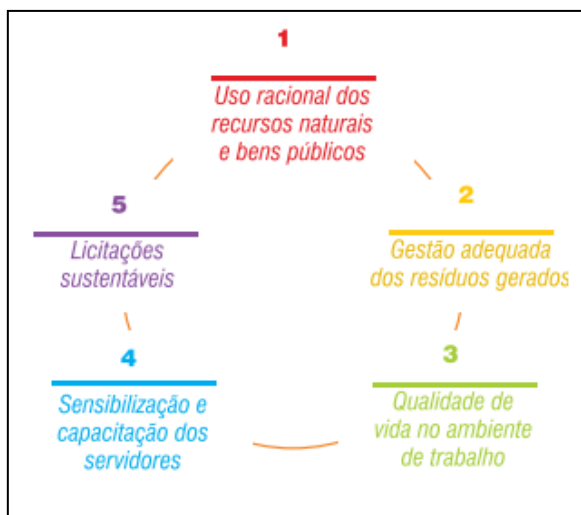 1
Uso racional dos
recursos naturais
e bens públicos
2
Gestão adequada
dos resíduos gerados
3
Qualidade de
vida no ambiente
de trabalho
4
Sensibilização e
capacitação dos
servidores
5
Licitações
sustentáveis